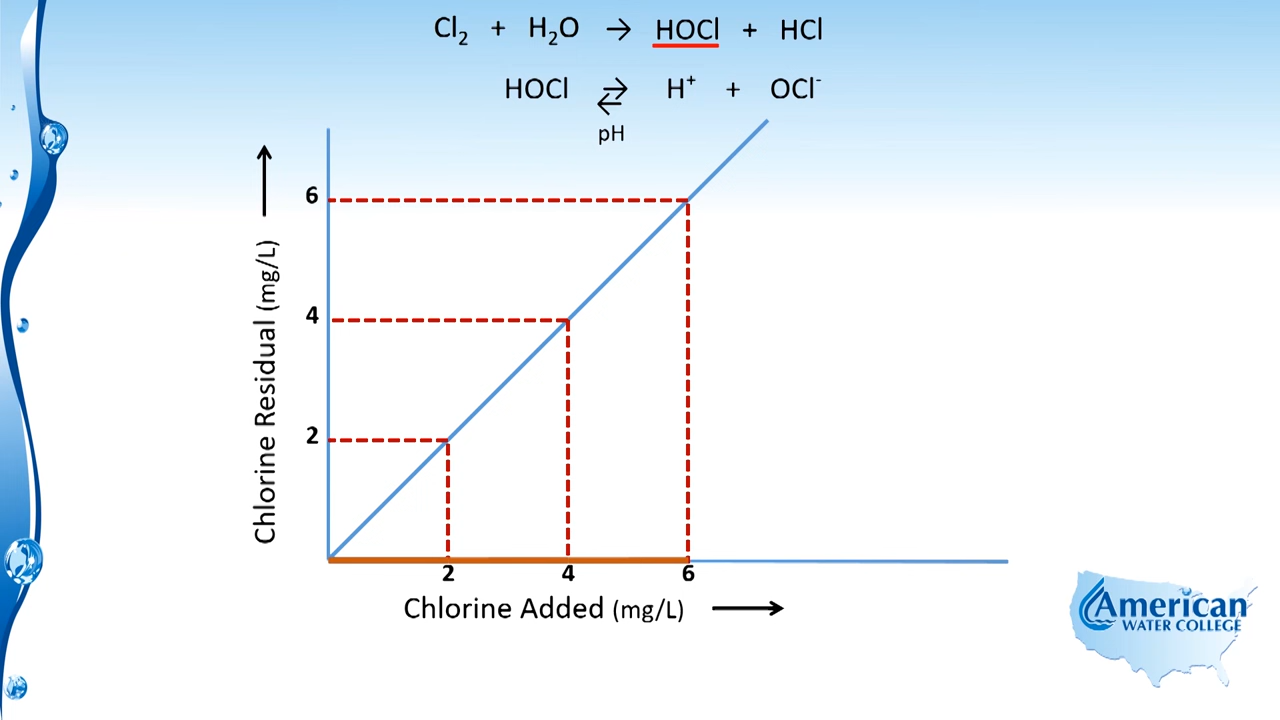 Cl₂ + H₂O → HOCl + HCl
HOCl ⇄ H⁺ + OCl⁻
pH
6
4
2
Chlorine Residual (mg/L)
2 4 6
Chlorine Added (mg/L)
American
WATER COLLEGE